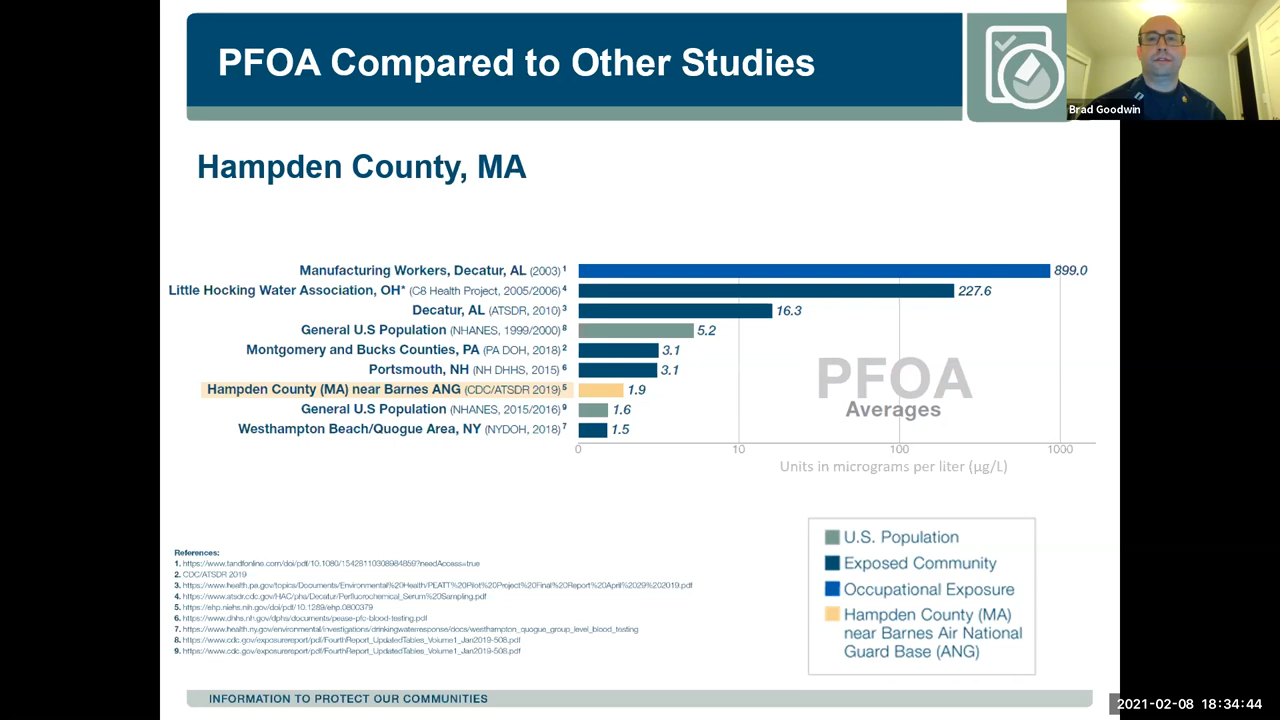 PFOA Compared to Other Studies
Brad Goodwin
Hampden County, MA
Manufacturing Workers, Decatur, AL (2003) 1 899.0
Little Hocking Water Association, OH* (C8 Health Project, 2005/2006) 4 227.6
Decatur, AL (ATSDR, 2010) 3 16.3
General U.S Population (NHANES, 1999/2000) 8 5.2
Montgomery and Bucks Counties, PA (PA DOH, 2018) 2 3.1
Portsmouth, NH (NH DHHS, 2015) 6 3.1
Hampden County (MA) near Barnes ANG (CDC/ATSDR 2019) 5 1.9
General U.S Population (NHANES, 2015/2016) 9 1.6
Westhampton Beach/Quogue Area, NY (NYDOH, 2018) 7 1.5
PFOA
Averages
0 10 100 1000
Units in micrograms per liter (µg/L)
U.S. Population
Exposed Community
Occupational Exposure
Hampden County (MA)
near Barnes Air National
Guard Base (ANG)
References:
1. https://www.tandfonline.com/doi/pdf/10.1080/15428110308984859?needAccess=true
2. CDC/ATSDR 2019
3. https://www.health.pa.gov/topics/Documents/Environmental%20Health/PEATT%20Pilot%20Project%20Final%20Report%20April%2029%202019.pdf
4. https://www.atsdr.cdc.gov/HAC/pha/Decatur/Perfluorochemical_Serum%20Sampling.pdf
5. https://ehp.niehs.nih.gov/doi/pdf/10.1289/ehp.0800379
6. https://www.dhhs.nh.gov/dphs/documents/pease-pfc-blood-testing.pdf
7. https://www.health.ny.gov/environmental/investigations/drinkingwaterresponse/docs/westhampton_quogue_group_level_blood_testing
8. https://www.cdc.gov/exposurereport/pdf/FourthReport_UpdatedTables_Volume1_Jan2019-508.pdf
9. https://www.cdc.gov/exposurereport/pdf/FourthReport_UpdatedTables_Volume1_Jan2019-508.pdf
INFORMATION TO PROTECT OUR COMMUNITIES
2021-02-08 18:34:44